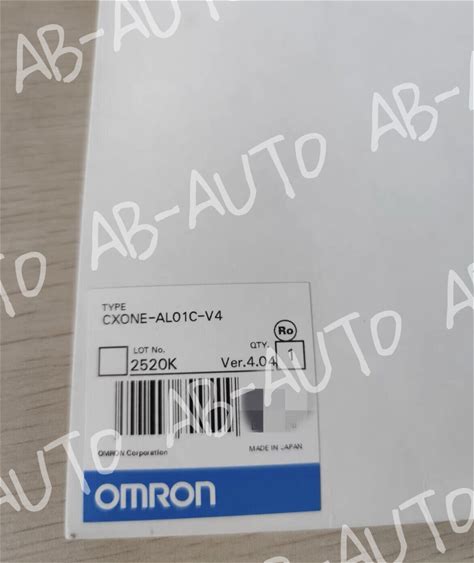 AB-AUTO
AB-AUTO
AB-AUTO
TYPE
CXONE-AL01C-V4
Ro
LOT No.
QTY.
2520K
Ver.4.04
1
AB-AUTO
OMRON Corporation
MADE IN JAPAN
OMRON
AUTO
AB-AUTO